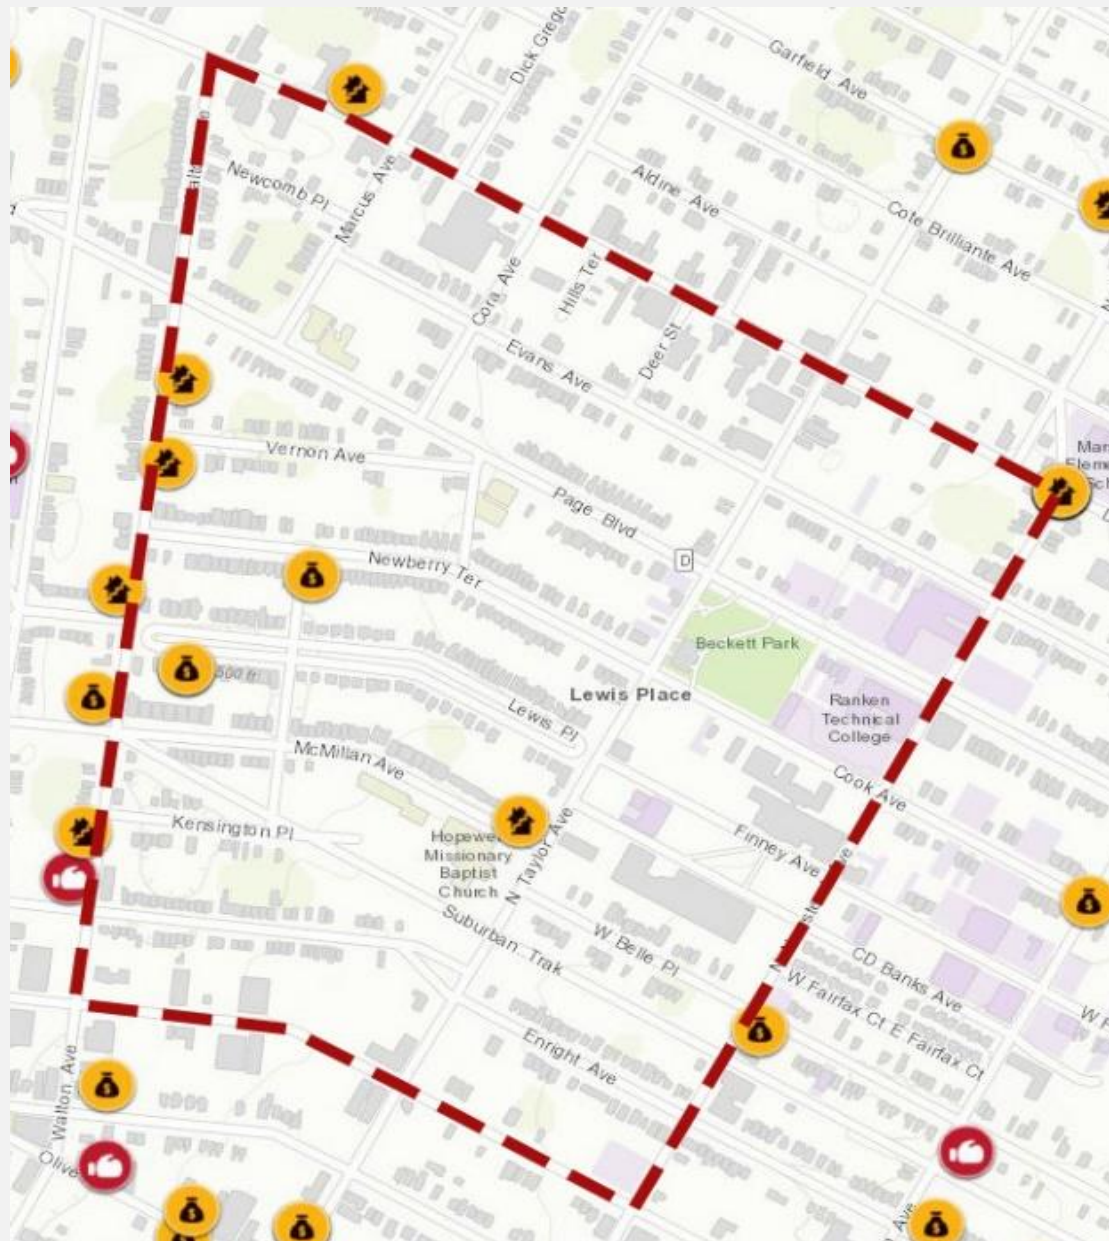 Garfield Ave
Aldine Ave
Cote Brilliante Ave
Newcomb Pl
Marcus Ave
Cora Ave
Hills Ter
Deer St
Evans Ave
Vernon Ave
Page Blvd
D
Newberry Ter
Beckett Park
Lewis Place
Ranken
Technical
College
Lewis Pl
McMillan Ave
Cook Ave
Kensington Pl
Finney Ave
Missionary
Baptist
Church
N Taylor Ave
Suburban Trak
W Belle Pl
CD Banks Ave
W Fairfax Ct
E Fairfax Ct
Enright Ave
Walton Ave
Olive
Ave